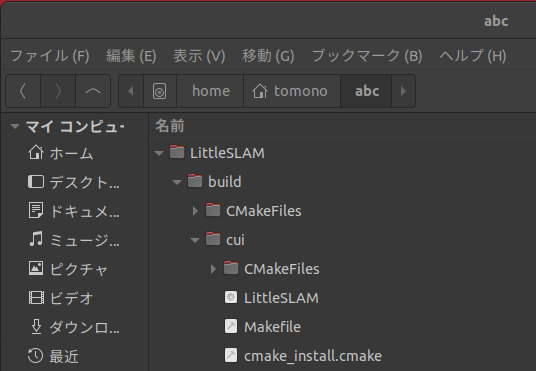 abc
ファイル (F) 編集 (E) 表示 (V) 移動 (G) ブックマーク (B) ヘルプ (H)
home tomono abc
マイ コンピュ-
ホーム
デスクト...
ドキュメ...
ミュージ...
ピクチャ
ビデオ
ダウンロ...
最近
名前
LittleSLAM
build
CMakeFiles
cui
CMakeFiles
LittleSLAM
Makefile
cmake_install.cmake